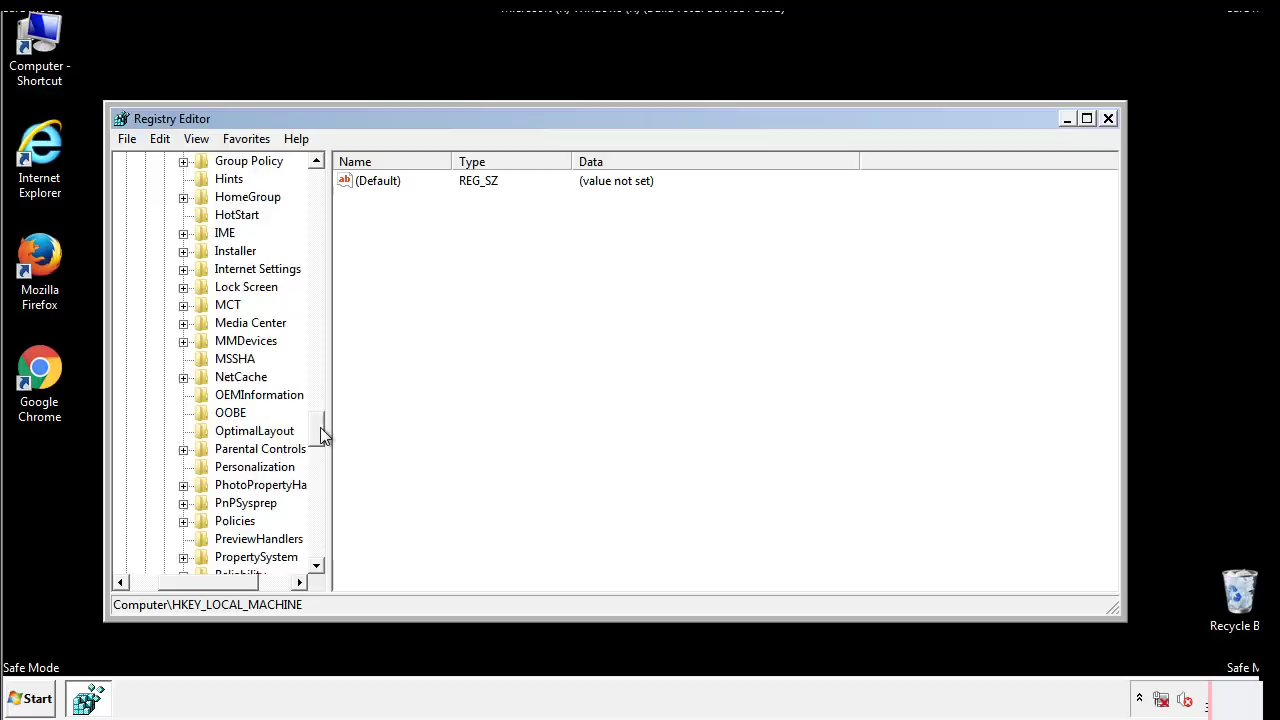 Computer -
Shortcut
Internet
Explorer
Mozilla
Firefox
Google
Chrome
Recycle B
Safe Mode
Safe M
Registry Editor
File Edit View Favorites Help
Group Policy
Hints
HomeGroup
HotStart
IME
Installer
Internet Settings
Lock Screen
MCT
Media Center
MMDevices
MSSHA
NetCache
OEMInformation
OOBE
OptimalLayout
Parental Controls
Personalization
PhotoPropertyHa
PnPSysprep
Policies
PreviewHandlers
PropertySystem
Reliability
Name Type Data
ab (Default) REG_SZ (value not set)
Computer\HKEY_LOCAL_MACHINE
Start